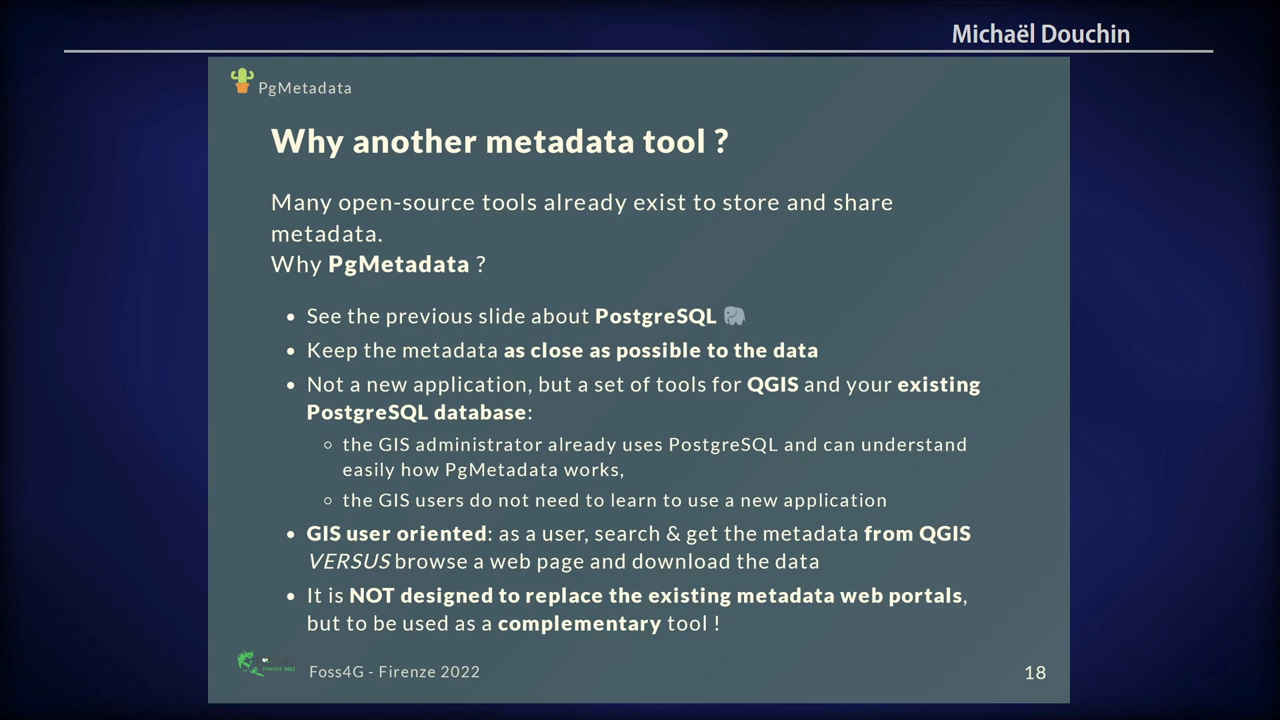 Michaël Douchin
PgMetadata
Why another metadata tool ?
Many open-source tools already exist to store and share
metadata.
Why PgMetadata ?
• See the previous slide about PostgreSQL
• Keep the metadata as close as possible to the data
• Not a new application, but a set of tools for QGIS and your existing
PostgreSQL database:
◦ the GIS administrator already uses PostgreSQL and can understand
easily how PgMetadata works,
◦ the GIS users do not need to learn to use a new application
• GIS user oriented: as a user, search & get the metadata from QGIS
VERSUS browse a web page and download the data
• It is NOT designed to replace the existing metadata web portals,
but to be used as a complementary tool !
FIRENZE 2022
Foss4G - Firenze 2022
18